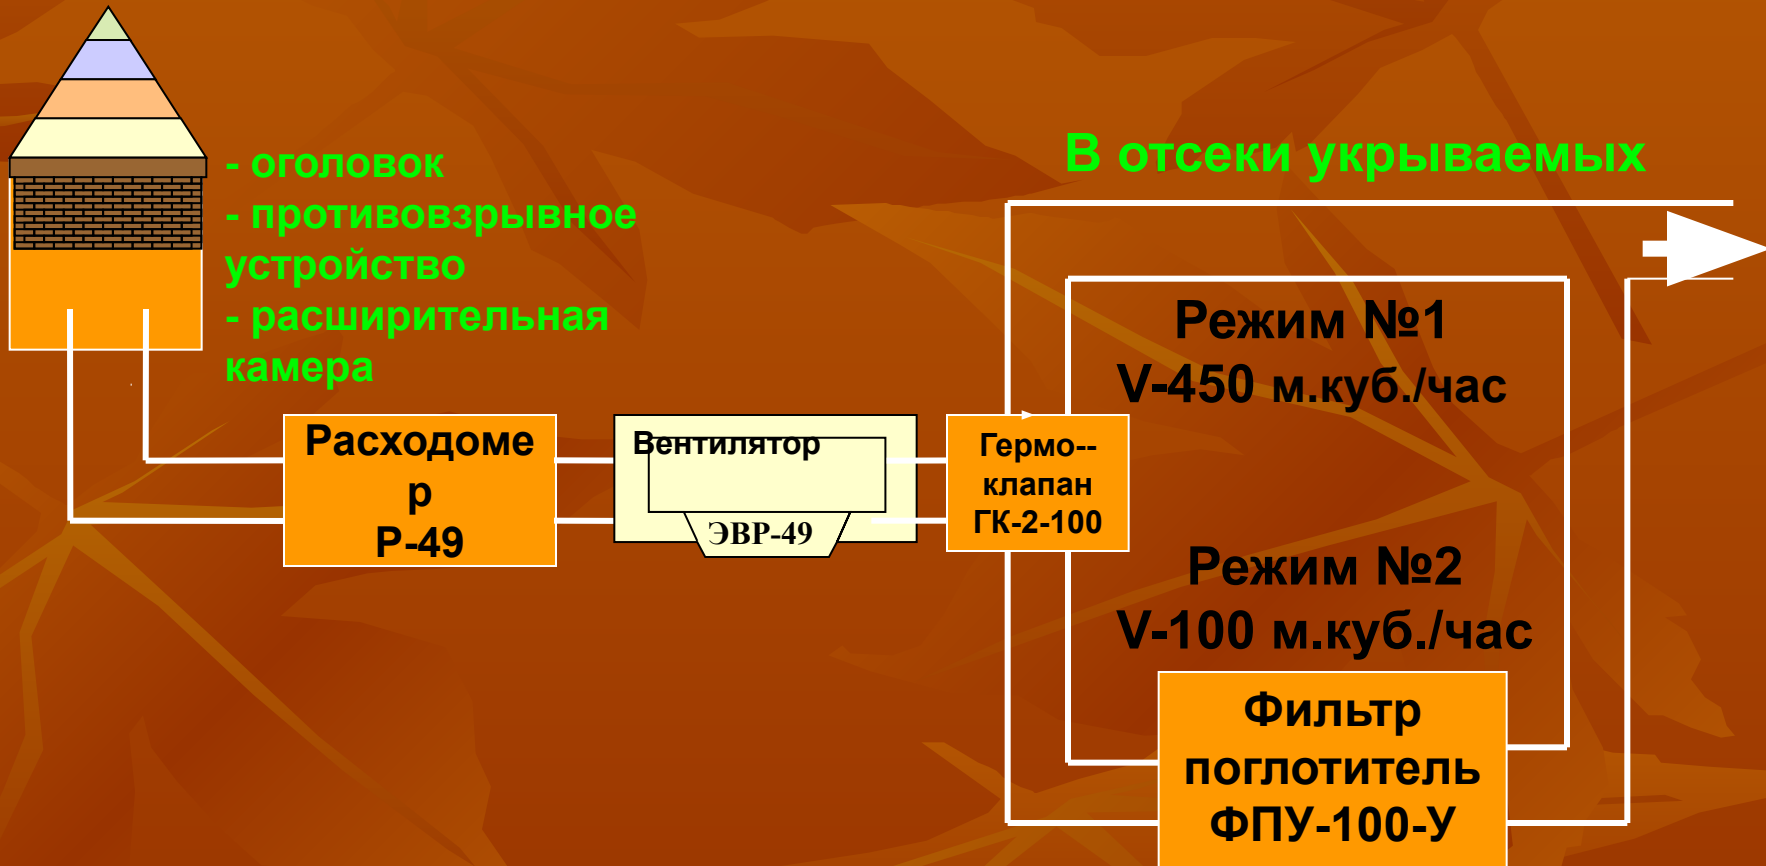 - оголовок
- противовзрывное
устройство
- расширительная
камера
В отсеки укрываемых
Режим №1
V-450 м.куб./час
Расходоме
р
Р-49
Вентилятор
ЭВР-49
Гермо--
клапан
ГК-2-100
Режим №2
V-100 м.куб./час
Фильтр
поглотитель
ФПУ-100-У